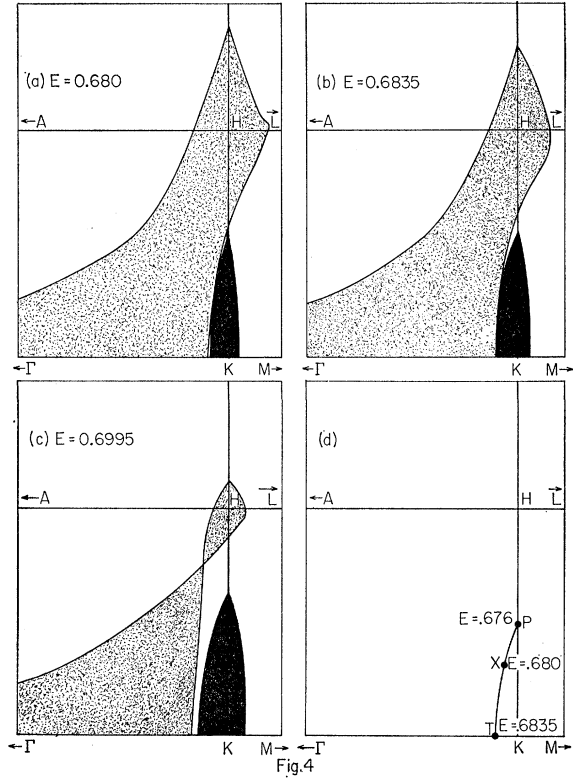 (a) E = 0.680
←A H L→
←Γ K M→
(b) E = 0.6835
←A H L→
←Γ K M→
(c) E = 0.6995
←A H L→
←Γ K M→
(d)
←A H L→
E = .676 P
X E = .680
T E = .6835
←Γ K M→
Fig.4